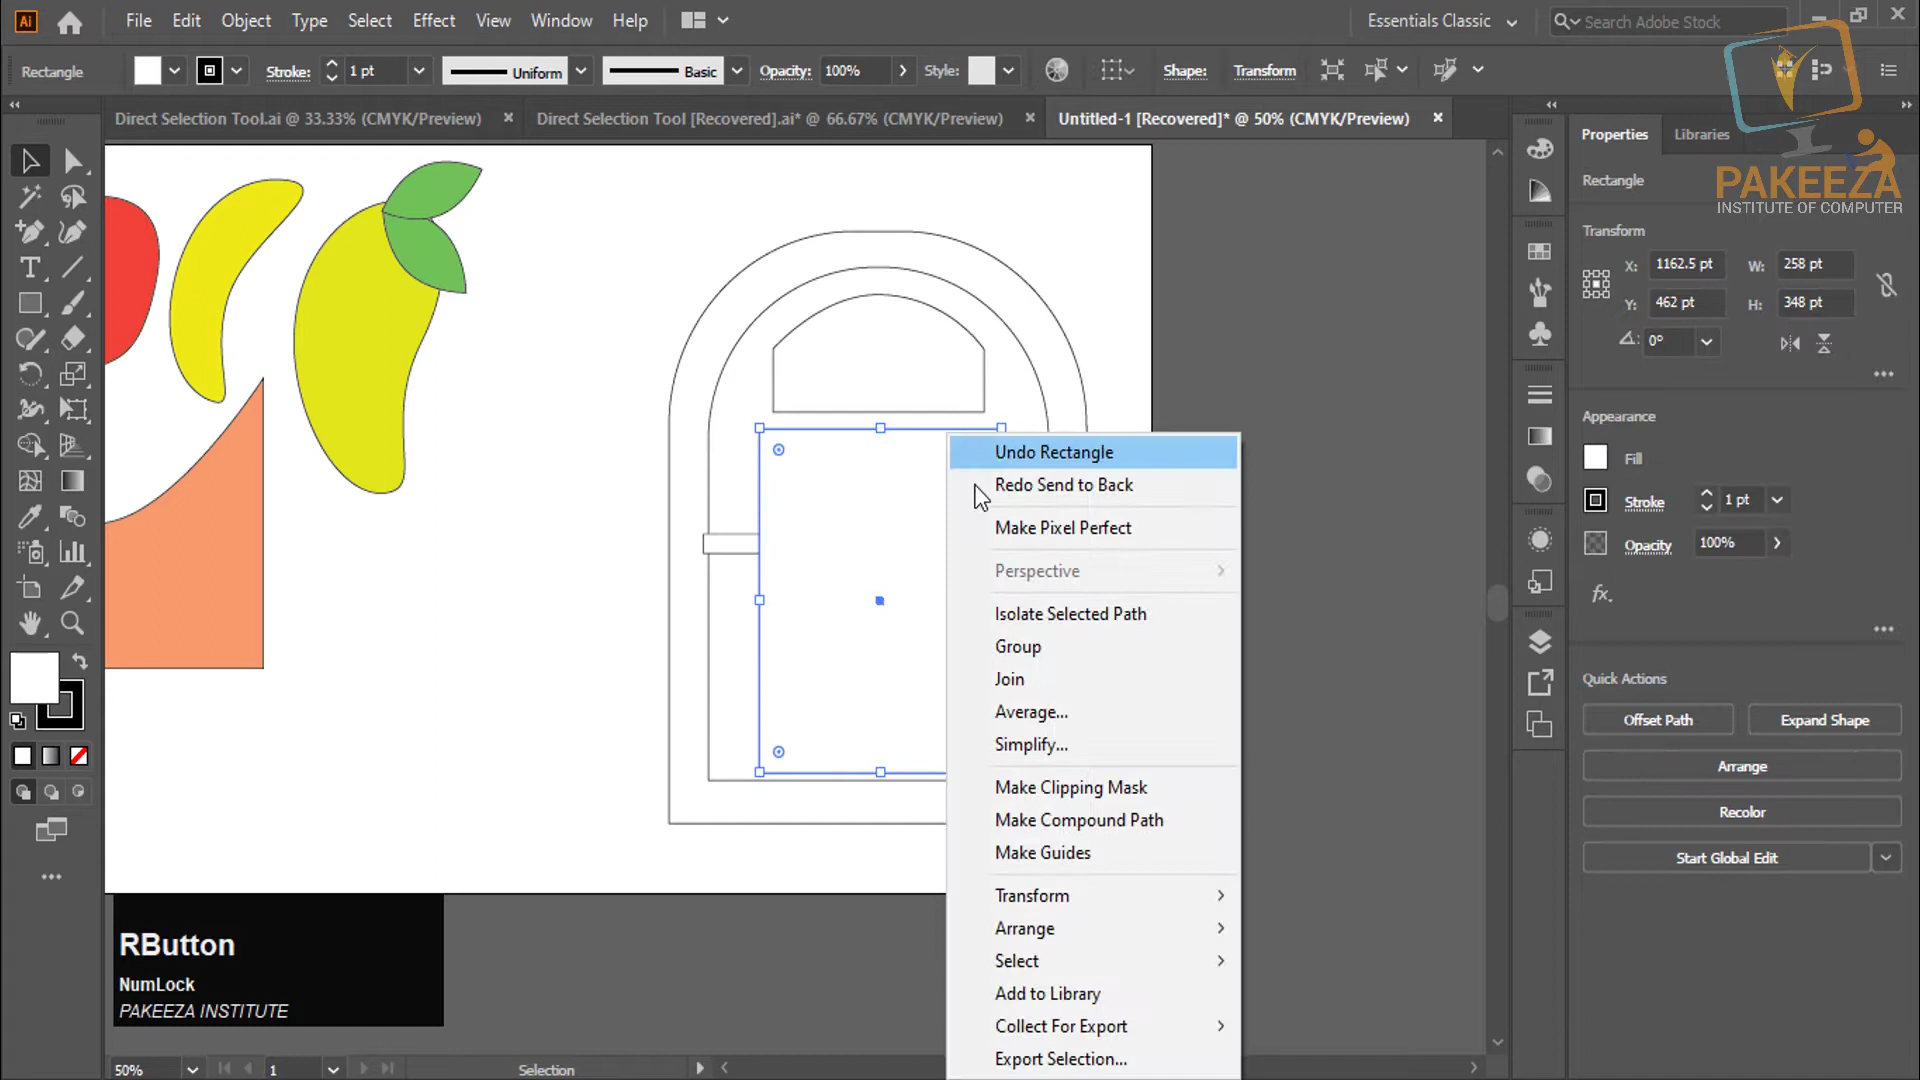 Ai File Edit Object Type Select Effect View Window Help Essentials Classic Search Adobe Stock
Rectangle Stroke: 1 pt Uniform Basic Opacity: 100% Style: Shape: Transform
Direct Selection Tool.ai @ 33.33% (CMYK/Preview) Direct Selection Tool [Recovered].ai* @ 66.67% (CMYK/Preview) Untitled-1 [Recovered]* @ 50% (CMYK/Preview)
Properties Libraries
PAKEEZA
INSTITUTE OF COMPUTER
Rectangle
Transform
X: 1162.5 pt W: 258 pt
Y: 462 pt H: 348 pt
0°
Appearance
Fill
Stroke 1 pt
Opacity 100%
fx.
Quick Actions
Offset Path Expand Shape
Arrange
Recolor
Start Global Edit
Undo Rectangle
Redo Send to Back
Make Pixel Perfect
Perspective
Isolate Selected Path
Group
Join
Average...
Simplify...
Make Clipping Mask
Make Compound Path
Make Guides
Transform
Arrange
Select
Add to Library
Collect For Export
Export Selection...
RButton
NumLock
PAKEEZA INSTITUTE
50% 1 Selection